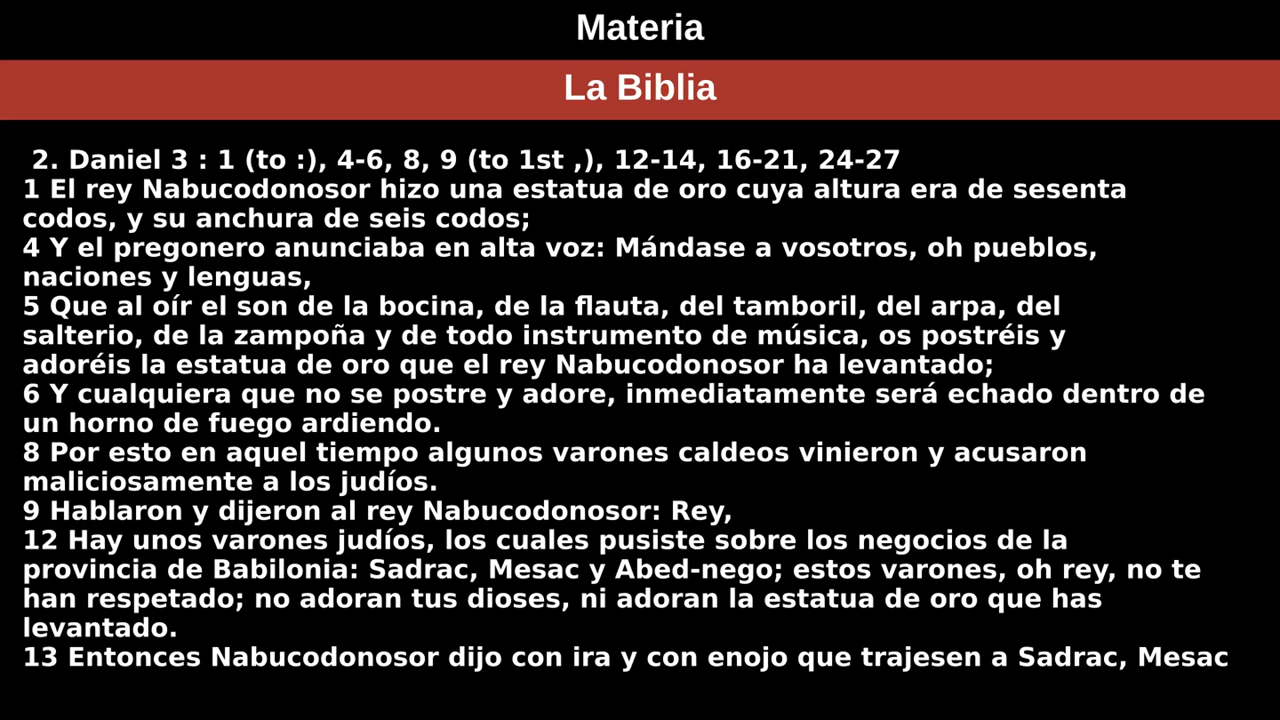 Materia
La Biblia
2. Daniel 3 : 1 (to :), 4-6, 8, 9 (to 1st ,), 12-14, 16-21, 24-27
1 El rey Nabucodonosor hizo una estatua de oro cuya altura era de sesenta
codos, y su anchura de seis codos;
4 Y el pregonero anunciaba en alta voz: Mándase a vosotros, oh pueblos,
naciones y lenguas,
5 Que al oír el son de la bocina, de la flauta, del tamboril, del arpa, del
salterio, de la zampoña y de todo instrumento de música, os postréis y
adoréis la estatua de oro que el rey Nabucodonosor ha levantado;
6 Y cualquiera que no se postre y adore, inmediatamente será echado dentro de
un horno de fuego ardiendo.
8 Por esto en aquel tiempo algunos varones caldeos vinieron y acusaron
maliciosamente a los judíos.
9 Hablaron y dijeron al rey Nabucodonosor: Rey,
12 Hay unos varones judíos, los cuales pusiste sobre los negocios de la
provincia de Babilonia: Sadrac, Mesac y Abed-nego; estos varones, oh rey, no te
han respetado; no adoran tus dioses, ni adoran la estatua de oro que has
levantado.
13 Entonces Nabucodonosor dijo con ira y con enojo que trajesen a Sadrac, Mesac